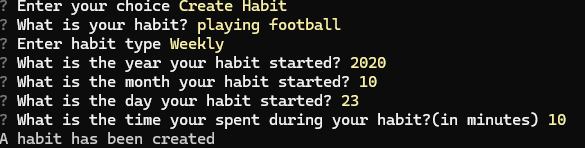 ? Enter your choice Create Habit
? What is your habit? playing football
? Enter habit type Weekly
? What is the year your habit started? 2020
? What is the month your habit started? 10
? What is the day your habit started? 23
? What is the time your spent during your habit?(in minutes) 10
A habit has been created